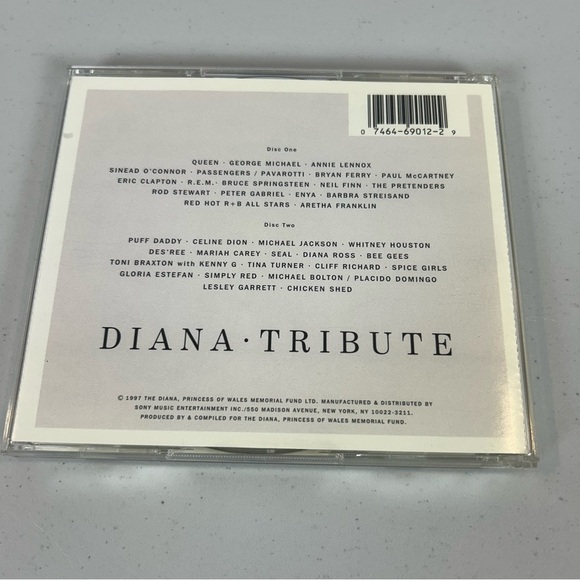 0 7464-69012-2 9
Disc One
QUEEN · GEORGE MICHAEL · ANNIE LENNOX
SINEAD O'CONNOR · PASSENGERS / PAVAROTTI · BRYAN FERRY · PAUL McCARTNEY
ERIC CLAPTON · R.E.M. · BRUCE SPRINGSTEEN · NEIL FINN · THE PRETENDERS
ROD STEWART · PETER GABRIEL · ENYA · BARBRA STREISAND
RED HOT R+B ALL STARS · ARETHA FRANKLIN
Disc Two
PUFF DADDY · CELINE DION · MICHAEL JACKSON · WHITNEY HOUSTON
DES'REE · MARIAH CAREY · SEAL · DIANA ROSS · BEE GEES
TONI BRAXTON with KENNY G · TINA TURNER · CLIFF RICHARD · SPICE GIRLS
GLORIA ESTEFAN · SIMPLY RED · MICHAEL BOLTON / PLACIDO DOMINGO
LESLEY GARRETT · CHICKEN SHED
DIANA · TRIBUTE
© 1997 THE DIANA, PRINCESS OF WALES MEMORIAL FUND LTD. MANUFACTURED & DISTRIBUTED BY
SONY MUSIC ENTERTAINMENT INC./550 MADISON AVENUE, NEW YORK, NY 10022-3211.
PRODUCED BY & COMPILED FOR THE DIANA, PRINCESS OF WALES MEMORIAL FUND.